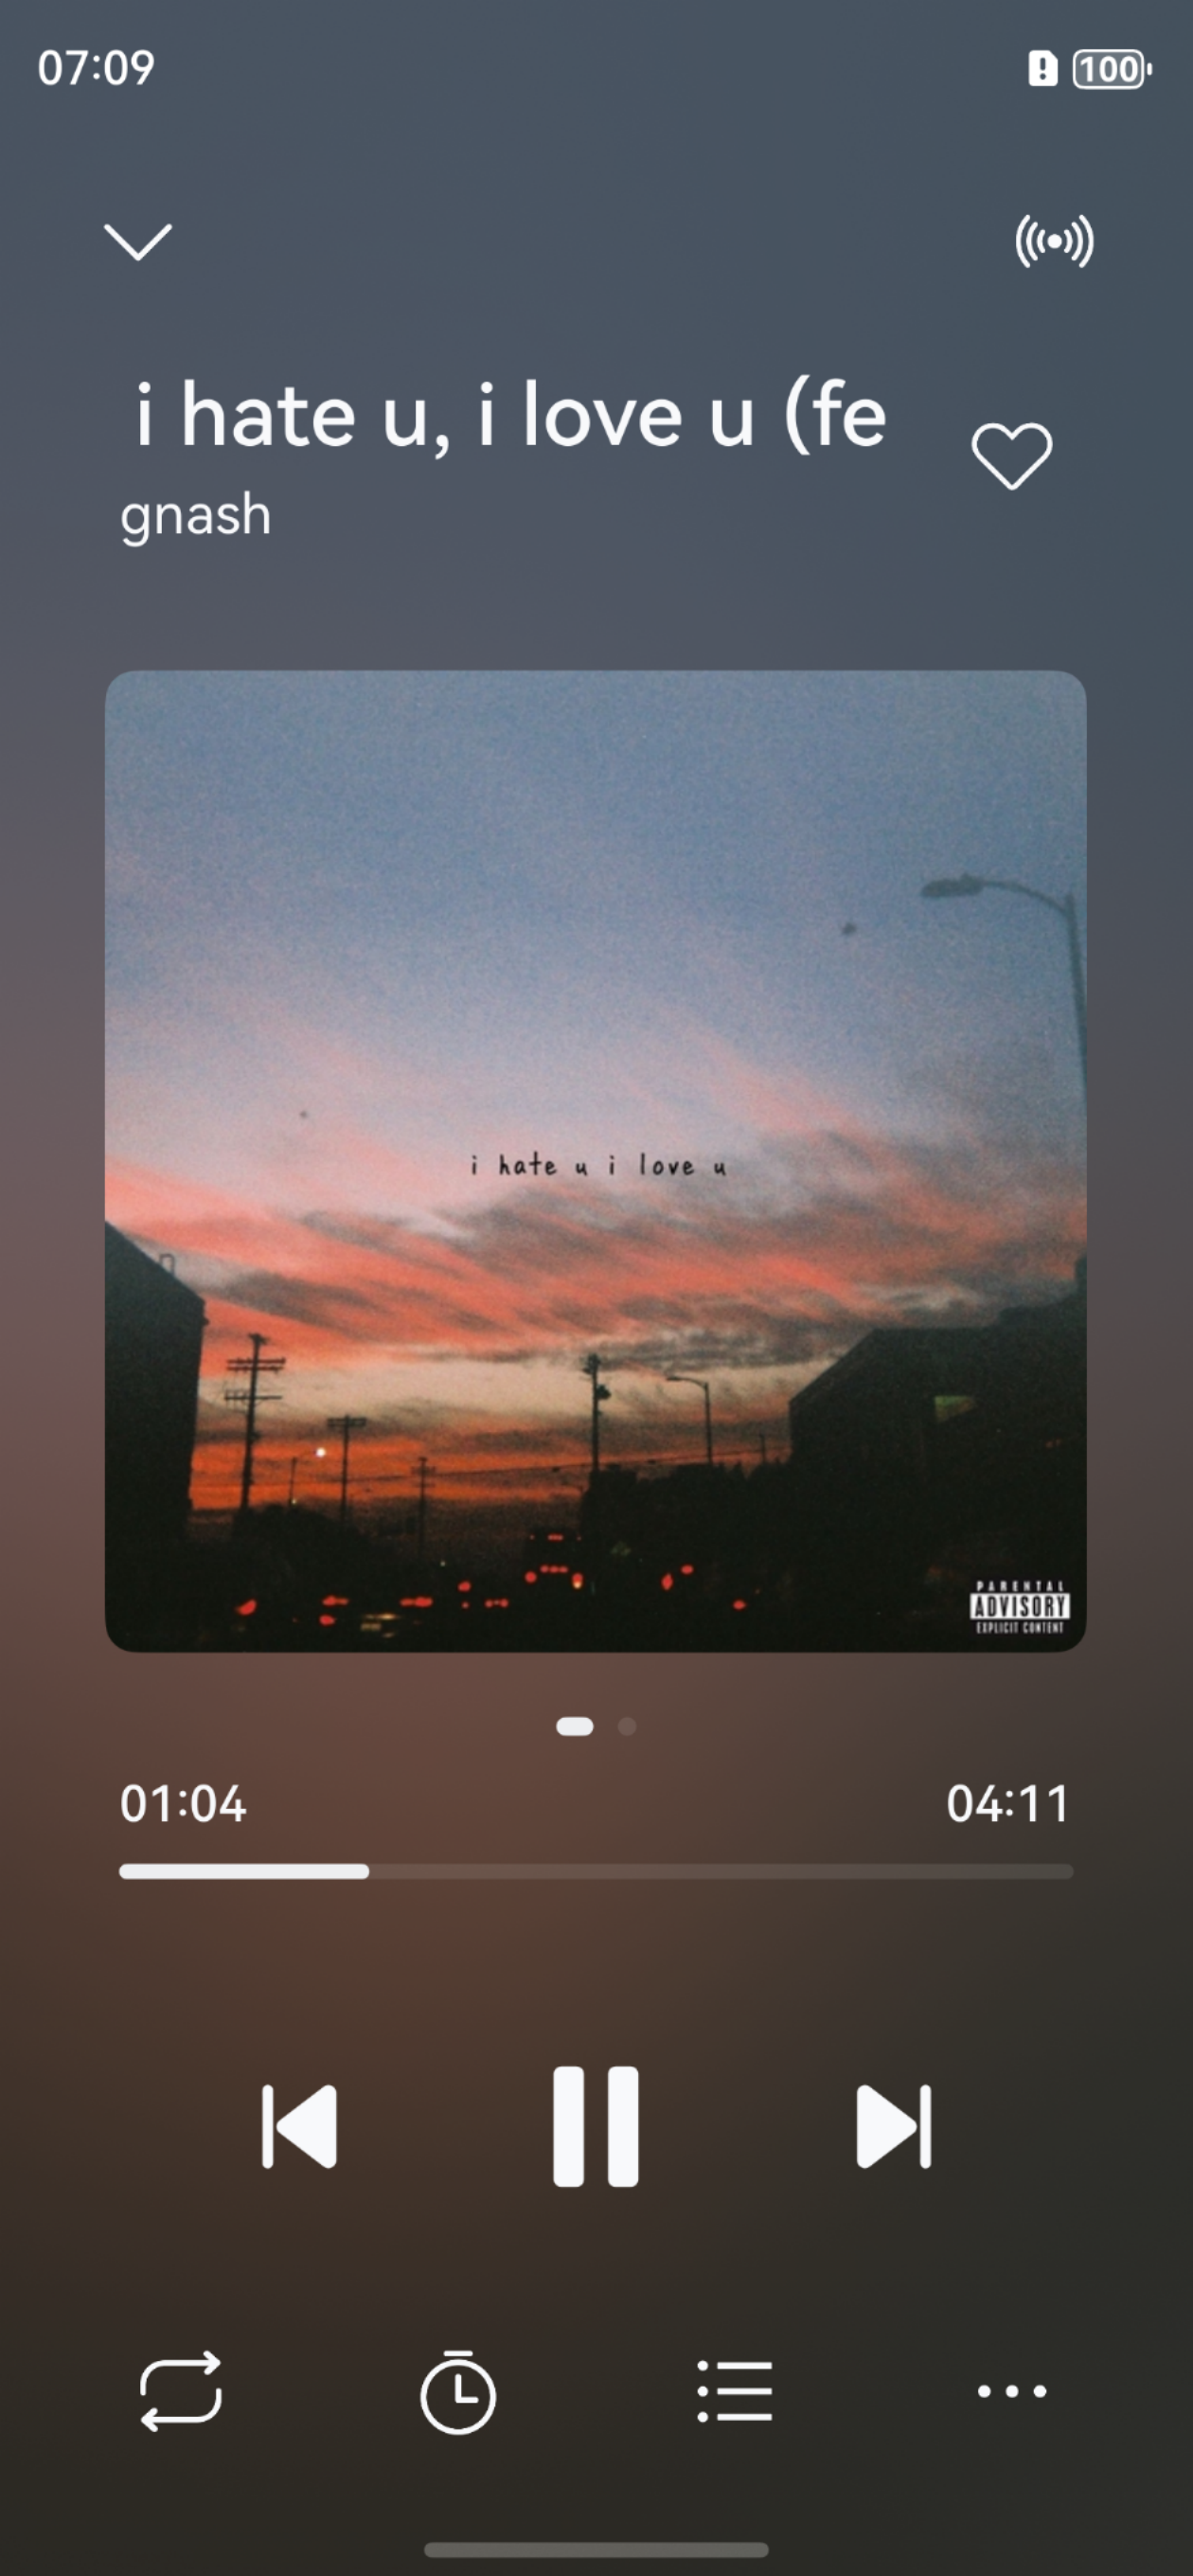 07:09
100
i hate u, i love u (fe
gnash
i hate u i love u
PARENTAL
ADVISORY
EXPLICIT CONTENT
01:04
04:11